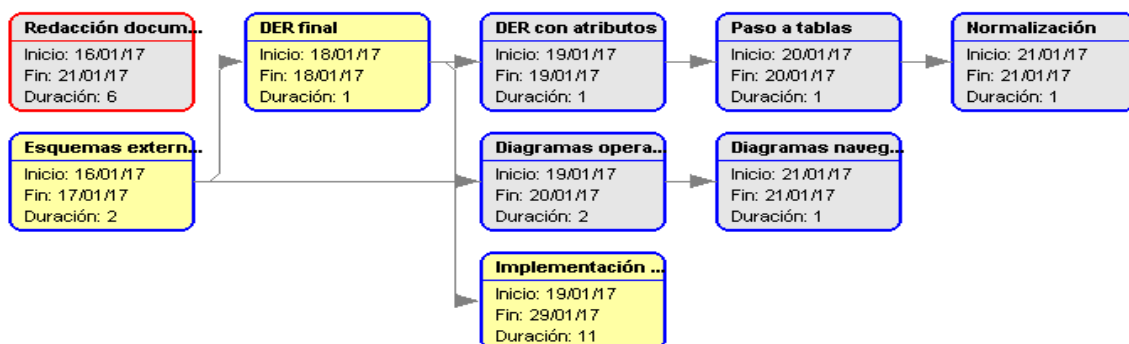 Redacción docum...
Inicio: 16/01/17
Fin: 21/01/17
Duración: 6
DER final
Inicio: 18/01/17
Fin: 18/01/17
Duración: 1
DER con atributos
Inicio: 19/01/17
Fin: 19/01/17
Duración: 1
Paso a tablas
Inicio: 20/01/17
Fin: 20/01/17
Duración: 1
Normalización
Inicio: 21/01/17
Fin: 21/01/17
Duración: 1
Esquemas extern...
Inicio: 16/01/17
Fin: 17/01/17
Duración: 2
Diagramas opera...
Inicio: 19/01/17
Fin: 20/01/17
Duración: 2
Diagramas naveg...
Inicio: 21/01/17
Fin: 21/01/17
Duración: 1
Implementación ...
Inicio: 19/01/17
Fin: 29/01/17
Duración: 11